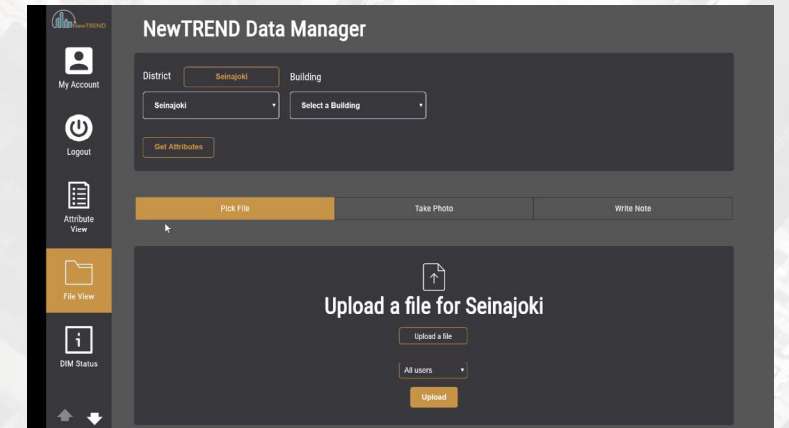 NewTREND
NewTREND Data Manager
My Account
District
Seinajoki
Building
Seinajoki
Select a Building
Get Attributes
Logout
Attribute
View
Pick File
Take Photo
Write Note
File View
Upload a file for Seinajoki
Upload a file
DIM Status
All users
Upload